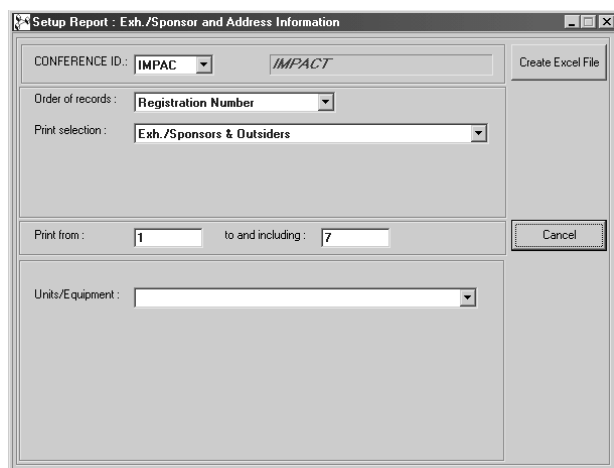 Setup Report : Exh./Sponsor and Address Information
CONFERENCE ID.: IMPAC IMPACT Create Excel File
Order of records : Registration Number
Print selection : Exh./Sponsors & Outsiders
Print from : 1 to and including : 7 Cancel
Units/Equipment :